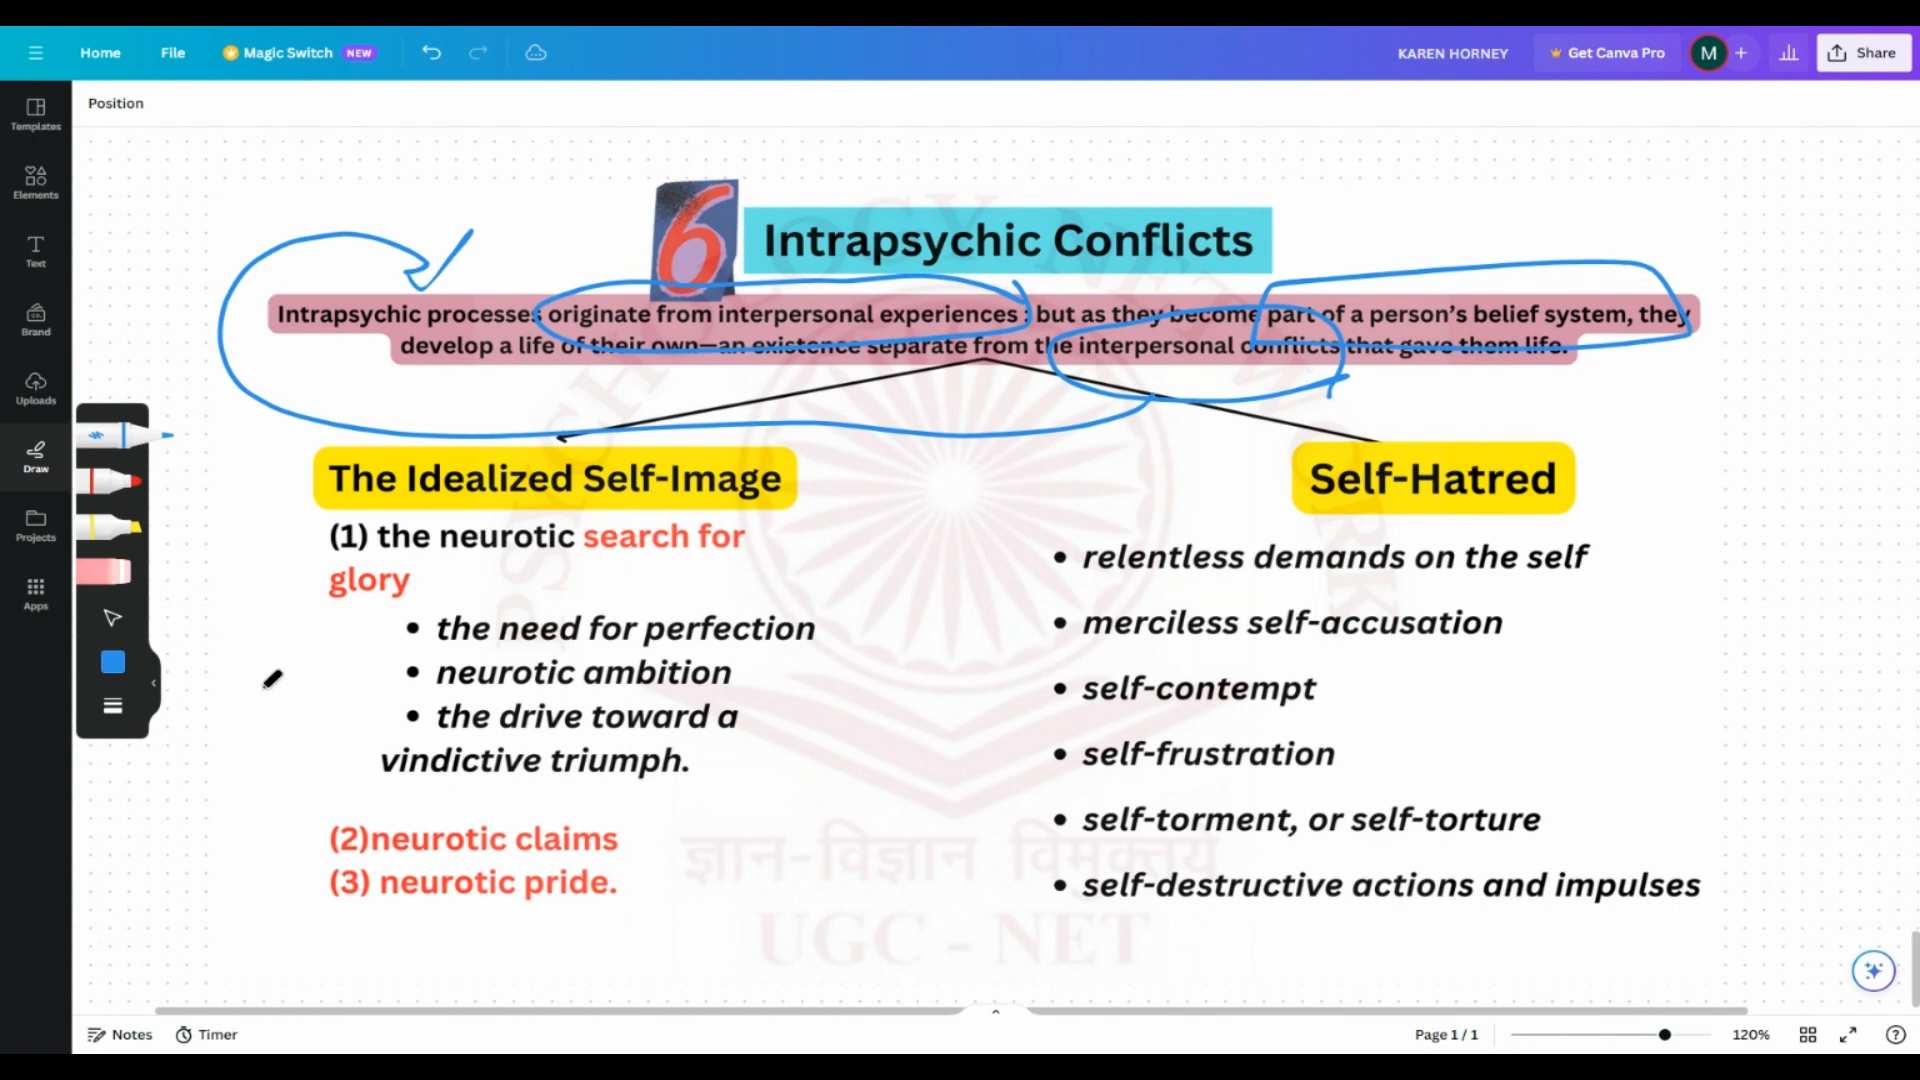 Home File Magic Switch NEW KAREN HORNEY Get Canva Pro M + Share
Templates
Elements
Text
Brand
Uploads
Draw
Projects
Apps
Position
6
Intrapsychic Conflicts
Intrapsychic processes originate from interpersonal experiences ; but as they become part of a person's belief system, they
develop a life of their own—an existence separate from the interpersonal conflicts that gave them life.
The Idealized Self-Image
(1) the neurotic search for
glory
• the need for perfection
• neurotic ambition
• the drive toward a
vindictive triumph.
(2)neurotic claims
(3) neurotic pride.
Self-Hatred
• relentless demands on the self
• merciless self-accusation
• self-contempt
• self-frustration
• self-torment, or self-torture
• self-destructive actions and impulses
PSYCHOLOGY NETWORK
ज्ञान-विज्ञान विमुक्तये
UGC - NET
Notes Timer Page 1 / 1 120%